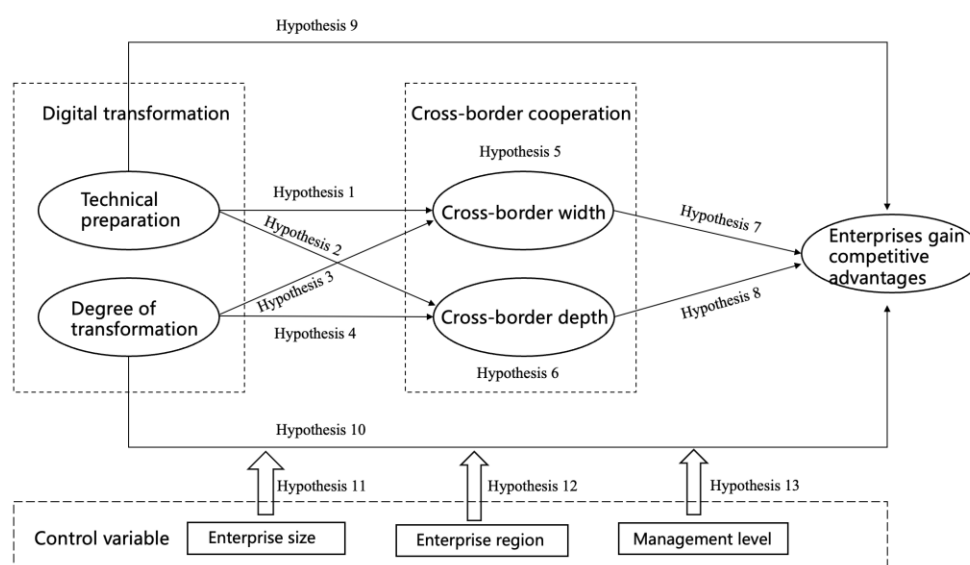 Hypothesis 9
Digital transformation
Cross-border cooperation
Hypothesis 5
Technical
preparation
Hypothesis 1
Cross-border width
Hypothesis 7
Hypothesis 2
Enterprises gain
competitive
advantages
Hypothesis 3
Degree of
transformation
Hypothesis 4
Cross-border depth
Hypothesis 8
Hypothesis 6
Hypothesis 10
Hypothesis 11
Hypothesis 12
Hypothesis 13
Control variable
Enterprise size
Enterprise region
Management level